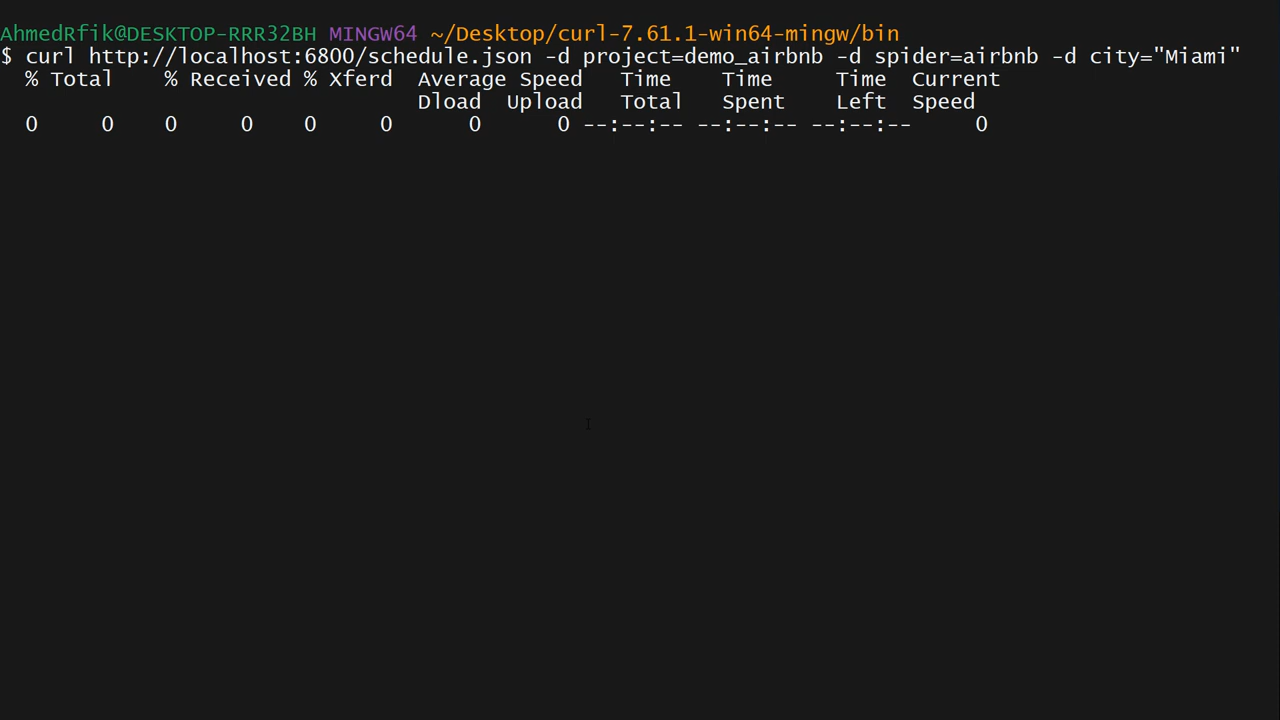 AhmedRfik@DESKTOP-RRR32BH MINGW64 ~/Desktop/curl-7.61.1-win64-mingw/bin
$ curl http://localhost:6800/schedule.json -d project=demo_airbnb -d spider=airbnb -d city="Miami"
% Total % Received % Xferd Average Speed Time Time Time Current
Dload Upload Total Spent Left Speed
0 0 0 0 0 0 0 0 --:--:-- --:--:-- --:--:-- 0